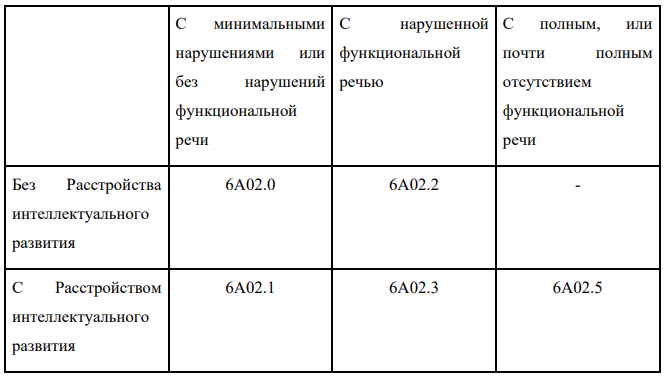 С минимальными
нарушениями или
без нарушений
функциональной
речи
С нарушенной
функциональной
речью
С полным, или
почти полным
отсутствием
функциональной
речи
Без Расстройства
интеллектуального
развития
6A02.0
6A02.2
-
С Расстройством
интеллектуального
развития
6A02.1
6A02.3
6A02.5